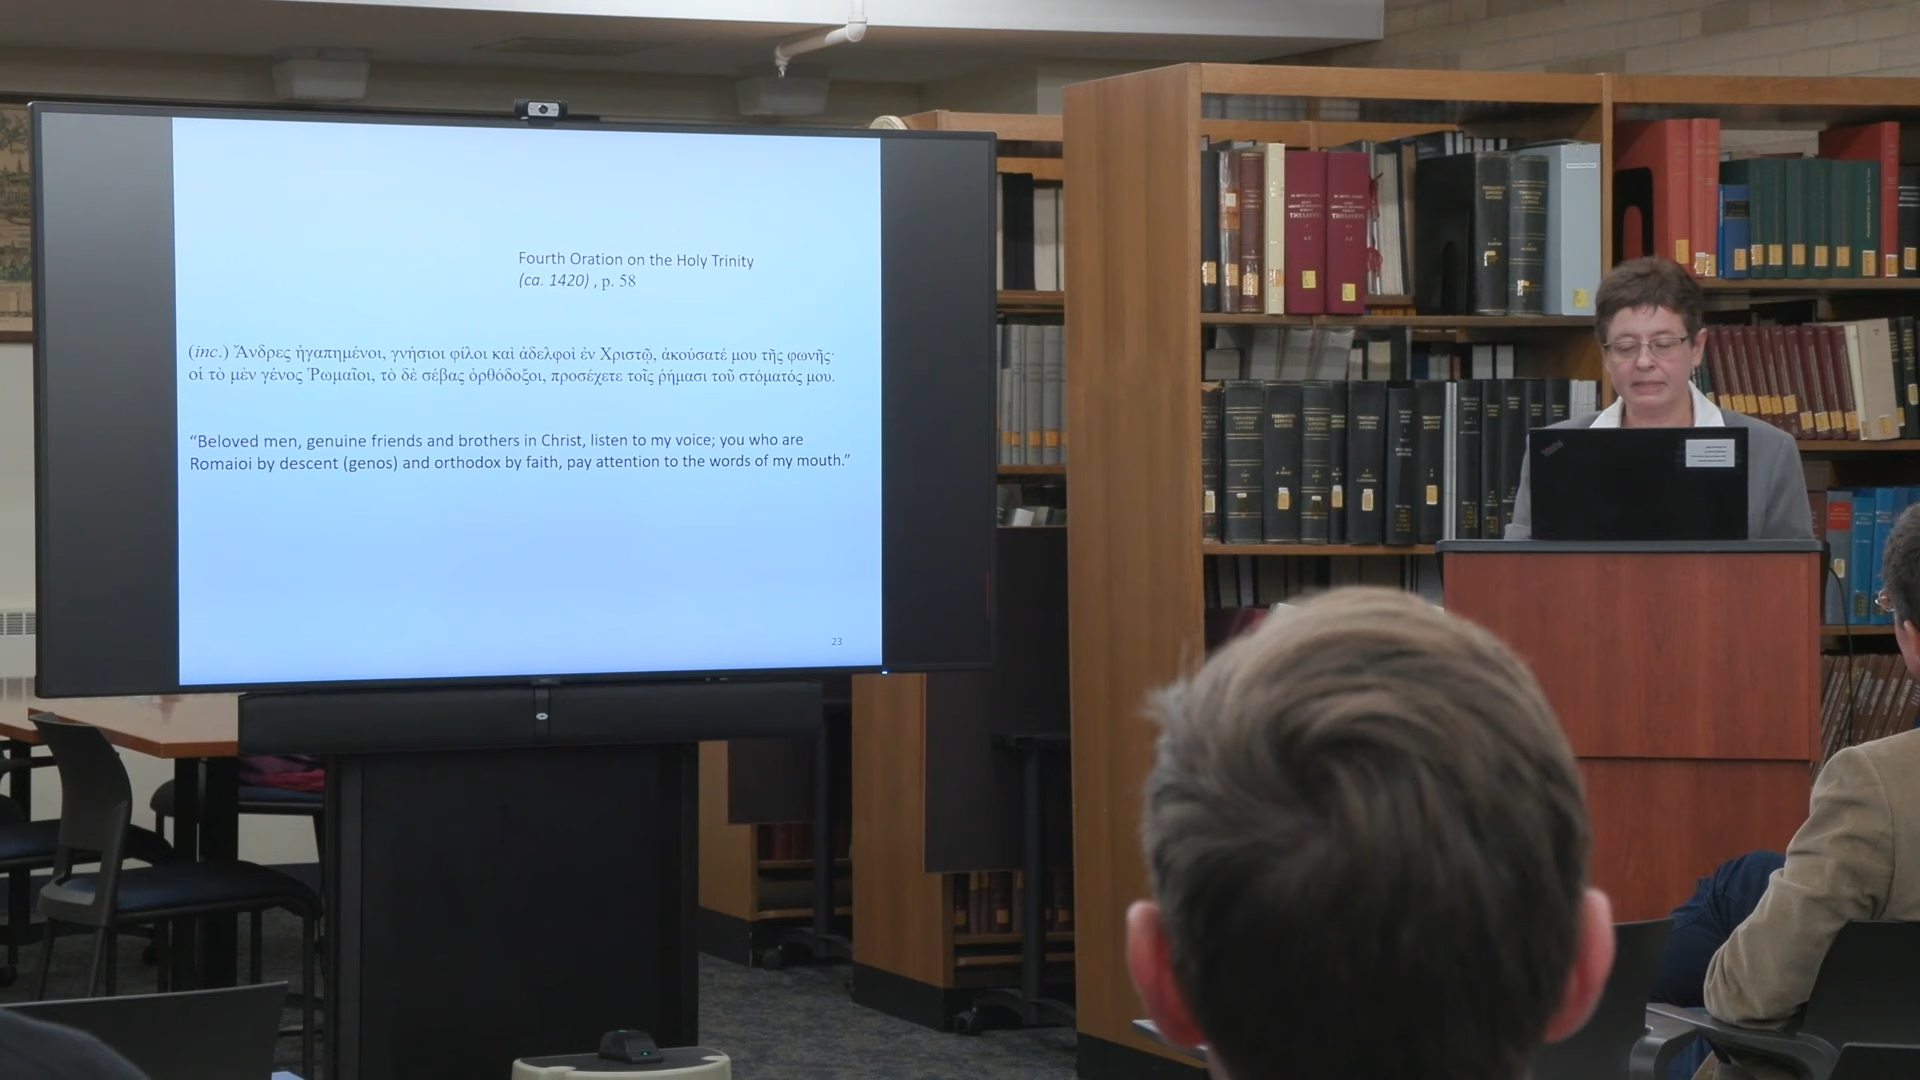 Fourth Oration on the Holy Trinity
(ca. 1420) , p. 58
(inc.) Ἄνδρες ἠγαπημένοι, γνήσιοι φίλοι καὶ ἀδελφοὶ ἐν Χριστῷ, ἀκούσατέ μου τῆς φωνῆς·
οἱ τὸ μὲν γένος Ῥωμαῖοι, τὸ δὲ σέβας ὀρθόδοξοι, προσέχετε τοῖς ῥήμασι τοῦ στόματός μου.
“Beloved men, genuine friends and brothers in Christ, listen to my voice; you who are
Romaioi by descent (genos) and orthodox by faith, pay attention to the words of my mouth.”
23
THESAURUS